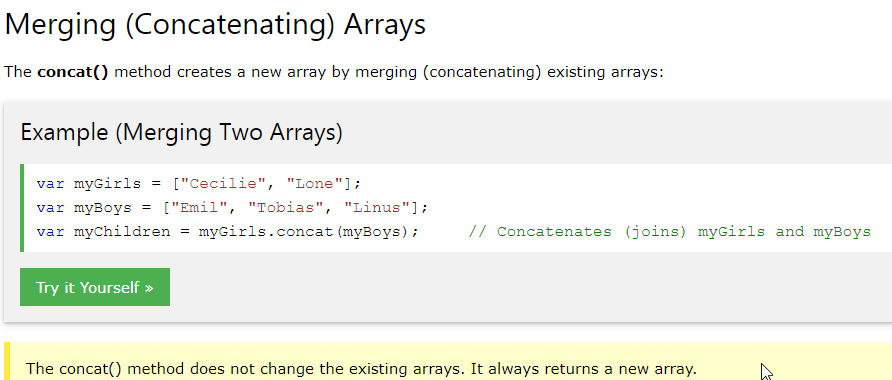 Merging (Concatenating) Arrays
The concat() method creates a new array by merging (concatenating) existing arrays:
Example (Merging Two Arrays)
var myGirls = ["Cecilie", "Lone"];
var myBoys = ["Emil", "Tobias", "Linus"];
var myChildren = myGirls.concat(myBoys);     // Concatenates (joins) myGirls and myBoys
Try it Yourself »
The concat() method does not change the existing arrays. It always returns a new array.